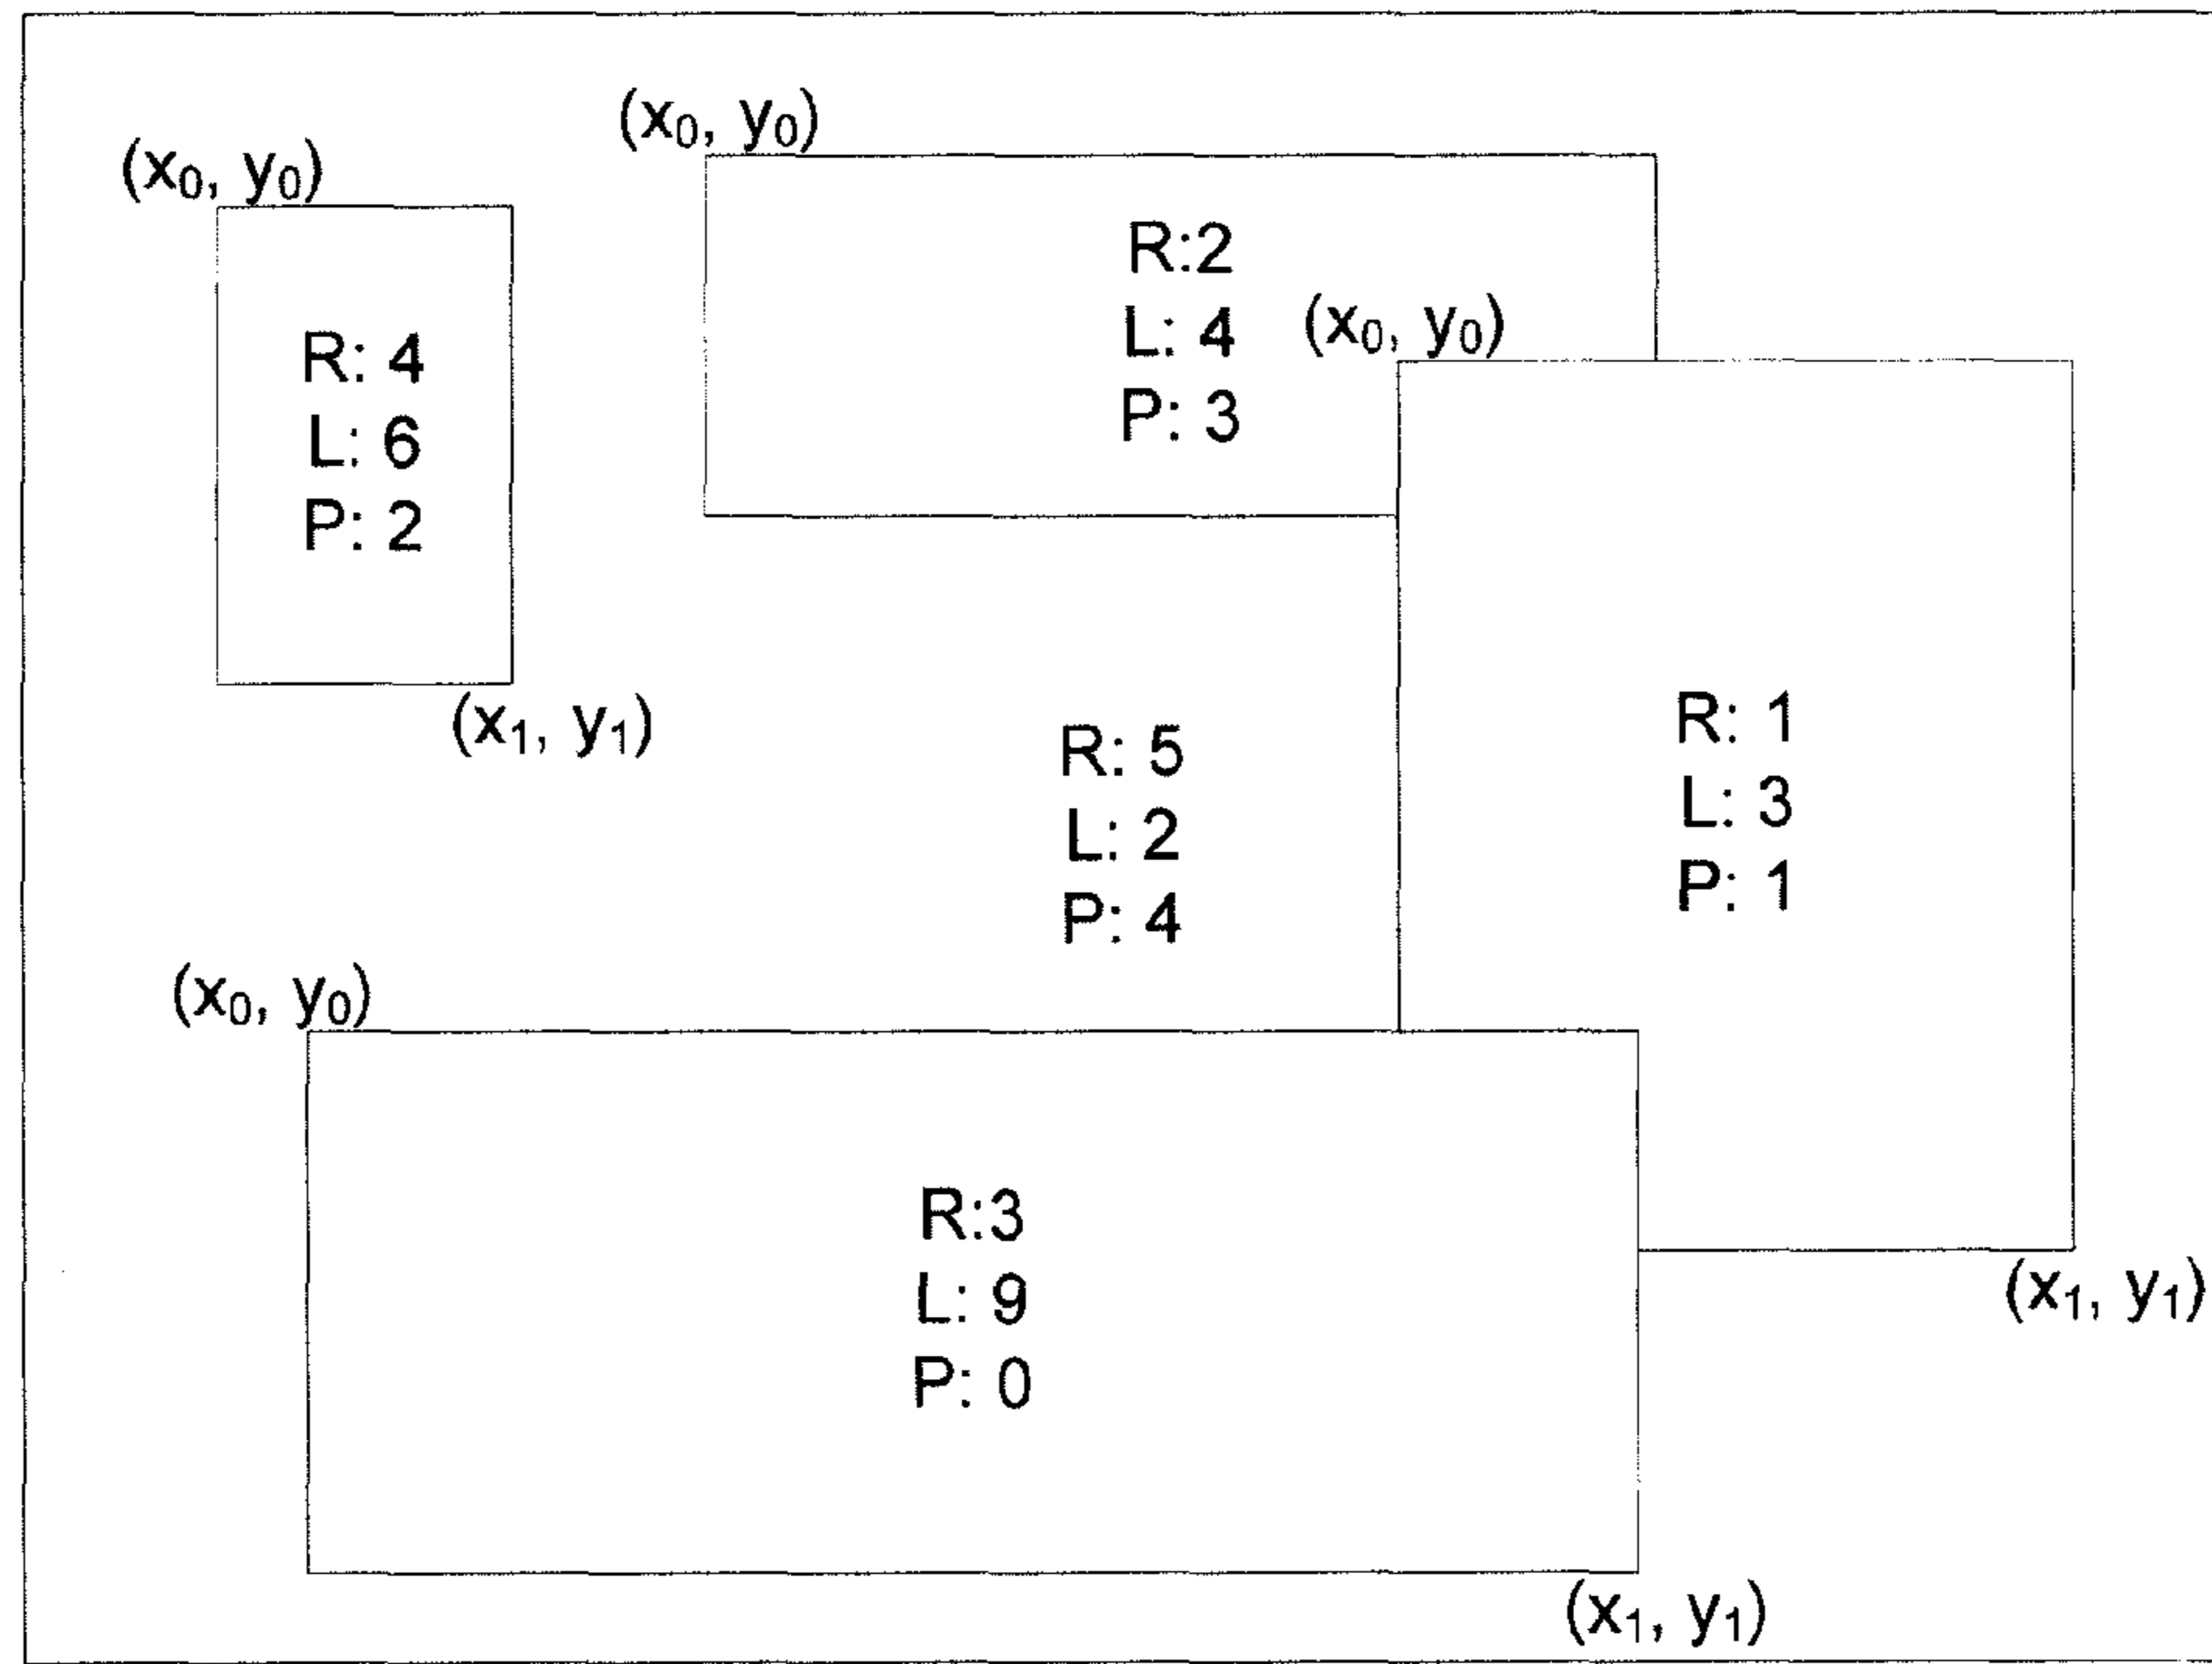 (x₀, y₀)
(x₀, y₀)
R: 4
L: 6
P: 2
(x₁, y₁)
R:2
L: 4
P: 3
(x₀, y₀)
R: 5
L: 2
P: 4
R: 1
L: 3
P: 1
(x₁, y₁)
(x₀, y₀)
R:3
L: 9
P: 0
(x₁, y₁)